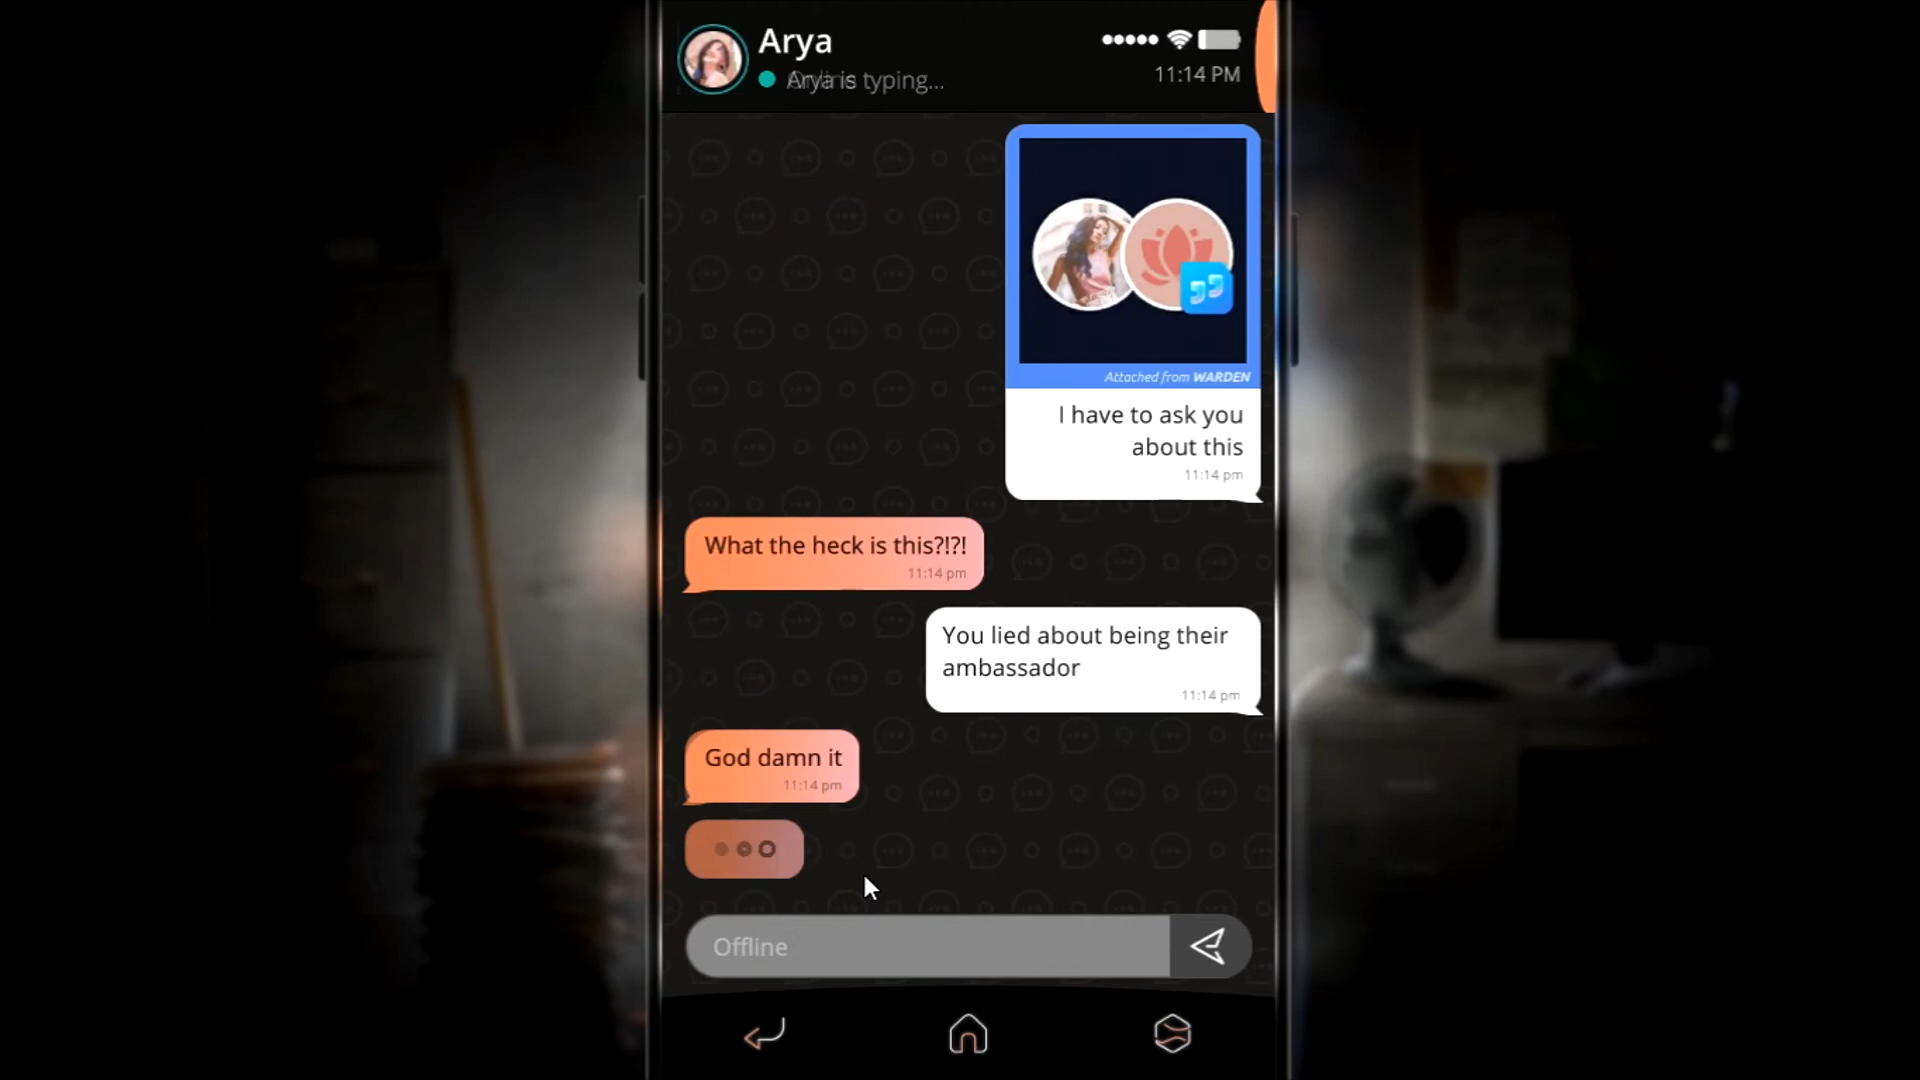 Arya
Arya is typing...
11:14 PM
Attached from WARDEN
I have to ask you
about this
11:14 pm
What the heck is this?!?!
11:14 pm
You lied about being their
ambassador
11:14 pm
God damn it
11:14 pm
Offline